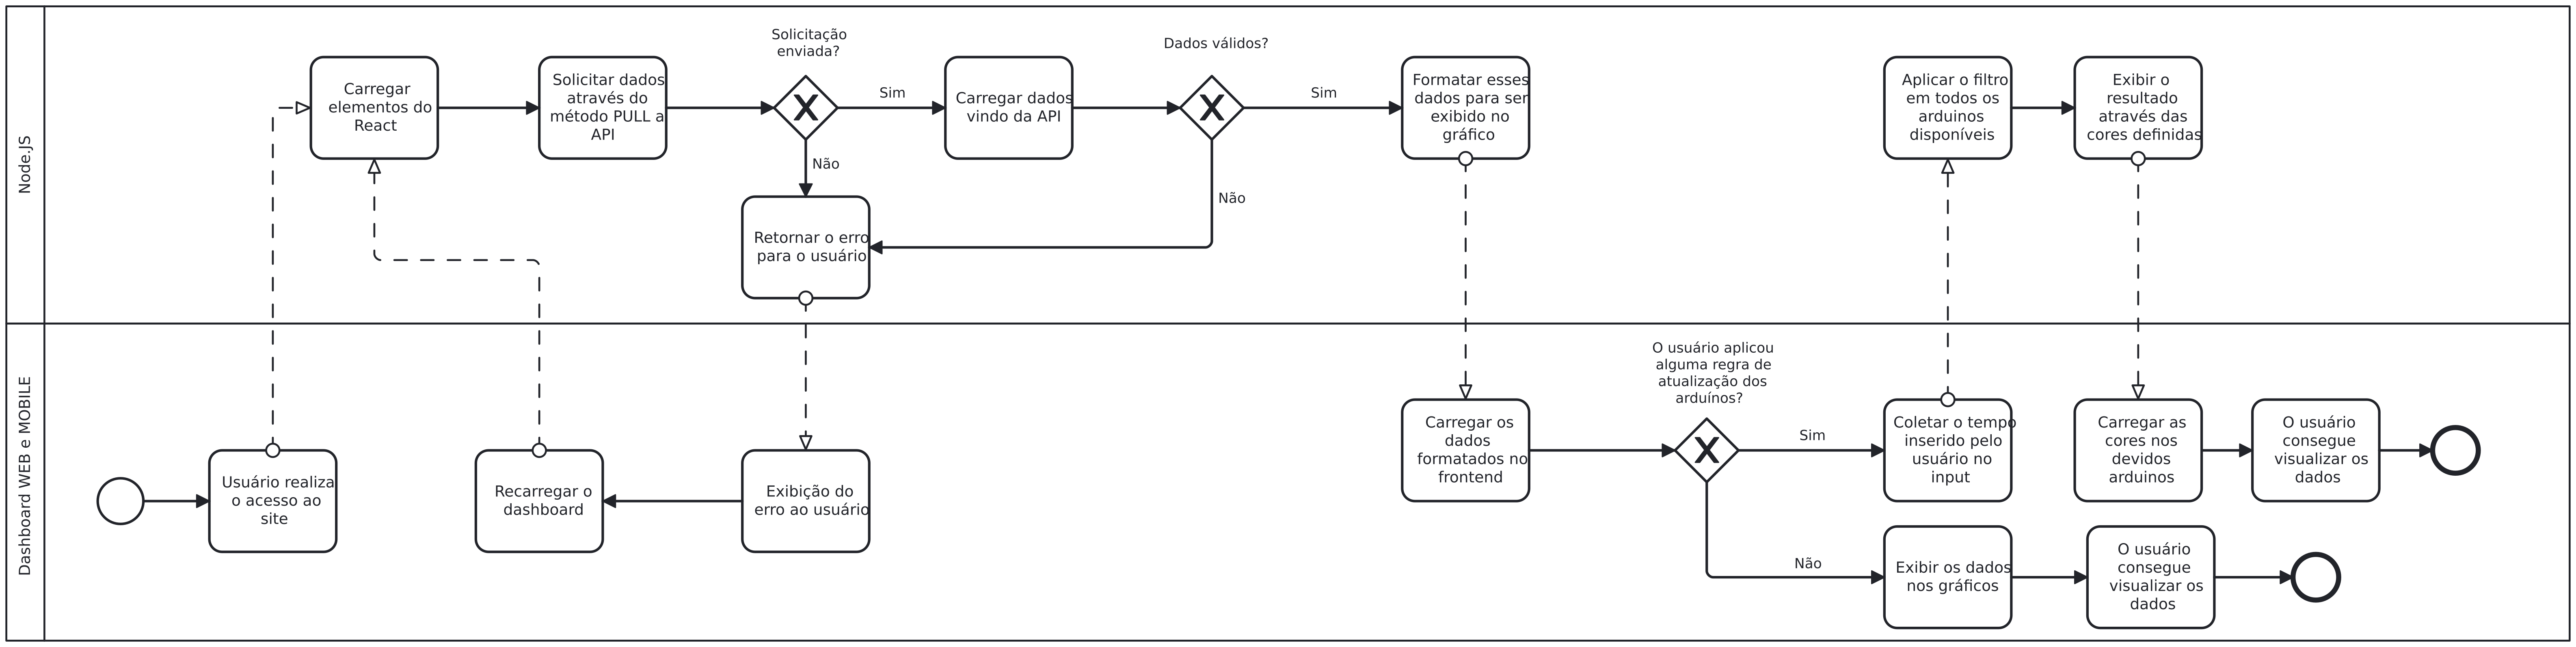 Node.JS
Carregar
elementos do
React
Solicitar dados
através do
método PULL a
API
Solicitação
enviada?
Sim
Não
Carregar dados
vindo da API
Dados válidos?
Sim
Não
Formatar esses
dados para ser
exibido no
gráfico
Retornar o erro
para o usuário
Aplicar o filtro
em todos os
arduinos
disponíveis
Exibir o
resultado
através das
cores definidas
Dashboard WEB e MOBILE
Usuário realiza
o acesso ao
site
Recarregar o
dashboard
Exibição do
erro ao usuário
Carregar os
dados
formatados no
frontend
O usuário aplicou
alguma regra de
atualização dos
arduínos?
Sim
Não
Coletar o tempo
inserido pelo
usuário no
input
Carregar as
cores nos
devidos
arduinos
O usuário
consegue
visualizar os
dados
Exibir os dados
nos gráficos
O usuário
consegue
visualizar os
dados